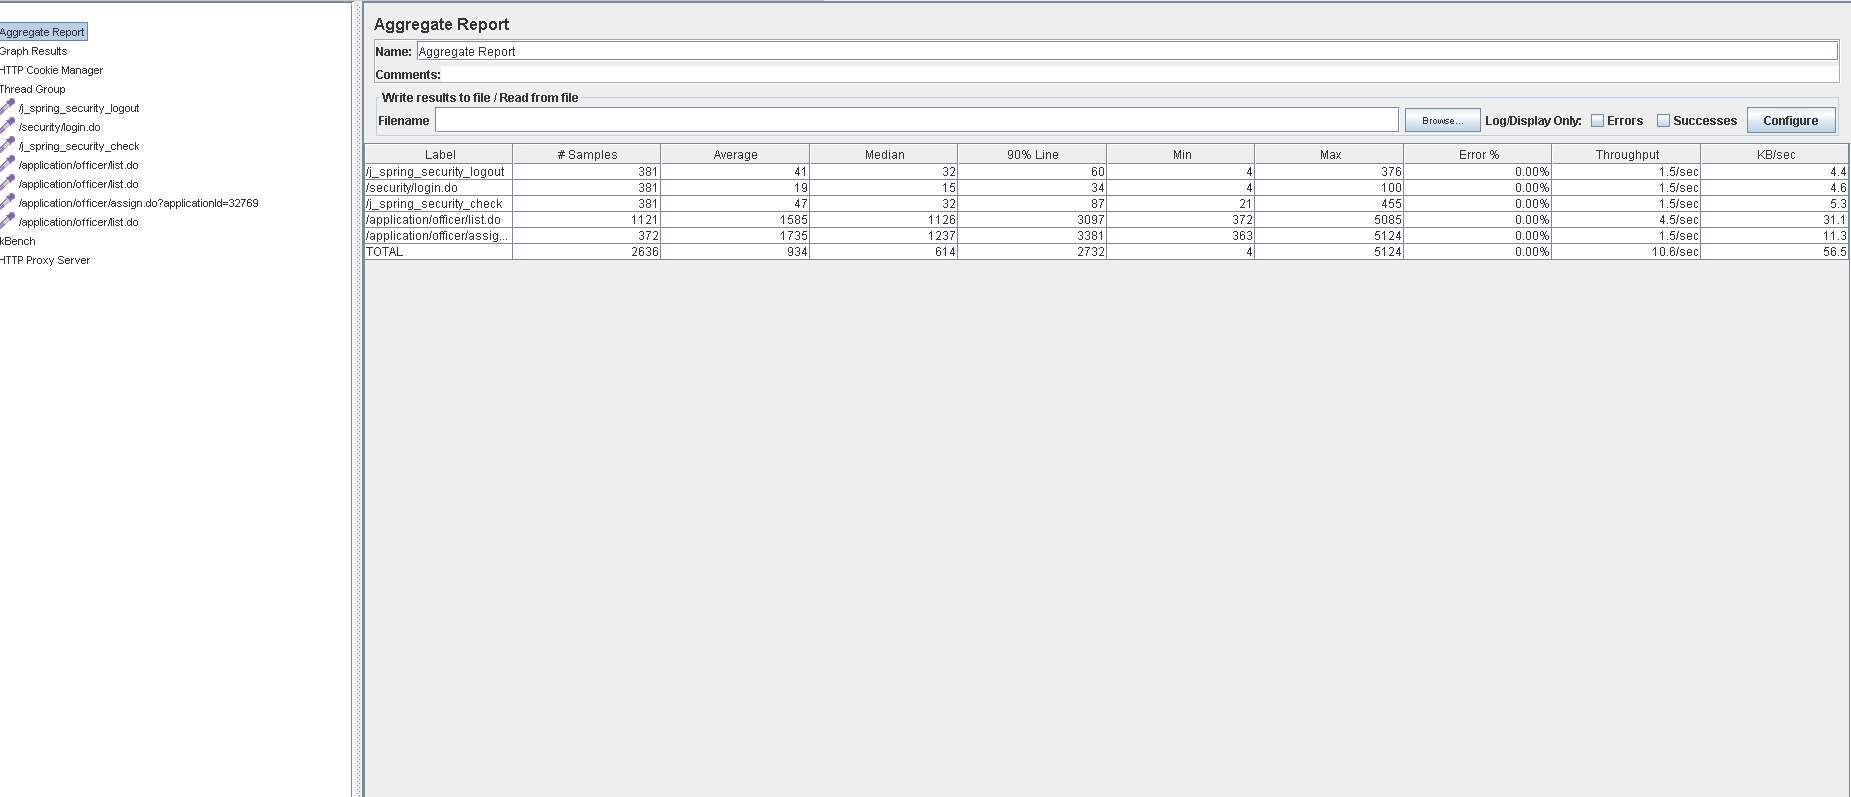 Aggregate Report
Graph Results
HTTP Cookie Manager
Thread Group
/j_spring_security_logout
/security/login.do
/j_spring_security_check
/application/officer/list.do
/application/officer/list.do
/application/officer/assign.do?applicationId=32769
/application/officer/list.do
kBench
HTTP Proxy Server
Aggregate Report
Name: Aggregate Report
Comments:
Write results to file / Read from file
Filename Browse... Log/Display Only: Errors Successes Configure
Label # Samples Average Median 90% Line Min Max Error % Throughput KB/sec
/j_spring_security_logout 381 41 32 60 4 376 0.00% 1.5/sec 4.4
/security/login.do 381 19 15 34 4 100 0.00% 1.5/sec 4.6
/j_spring_security_check 381 47 32 87 21 455 0.00% 1.5/sec 5.3
/application/officer/list.do 1121 1585 1126 3097 372 5085 0.00% 4.5/sec 31.1
/application/officer/assig... 372 1735 1237 3381 363 5124 0.00% 1.5/sec 11.3
TOTAL 2636 934 614 2732 4 5124 0.00% 10.6/sec 56.5